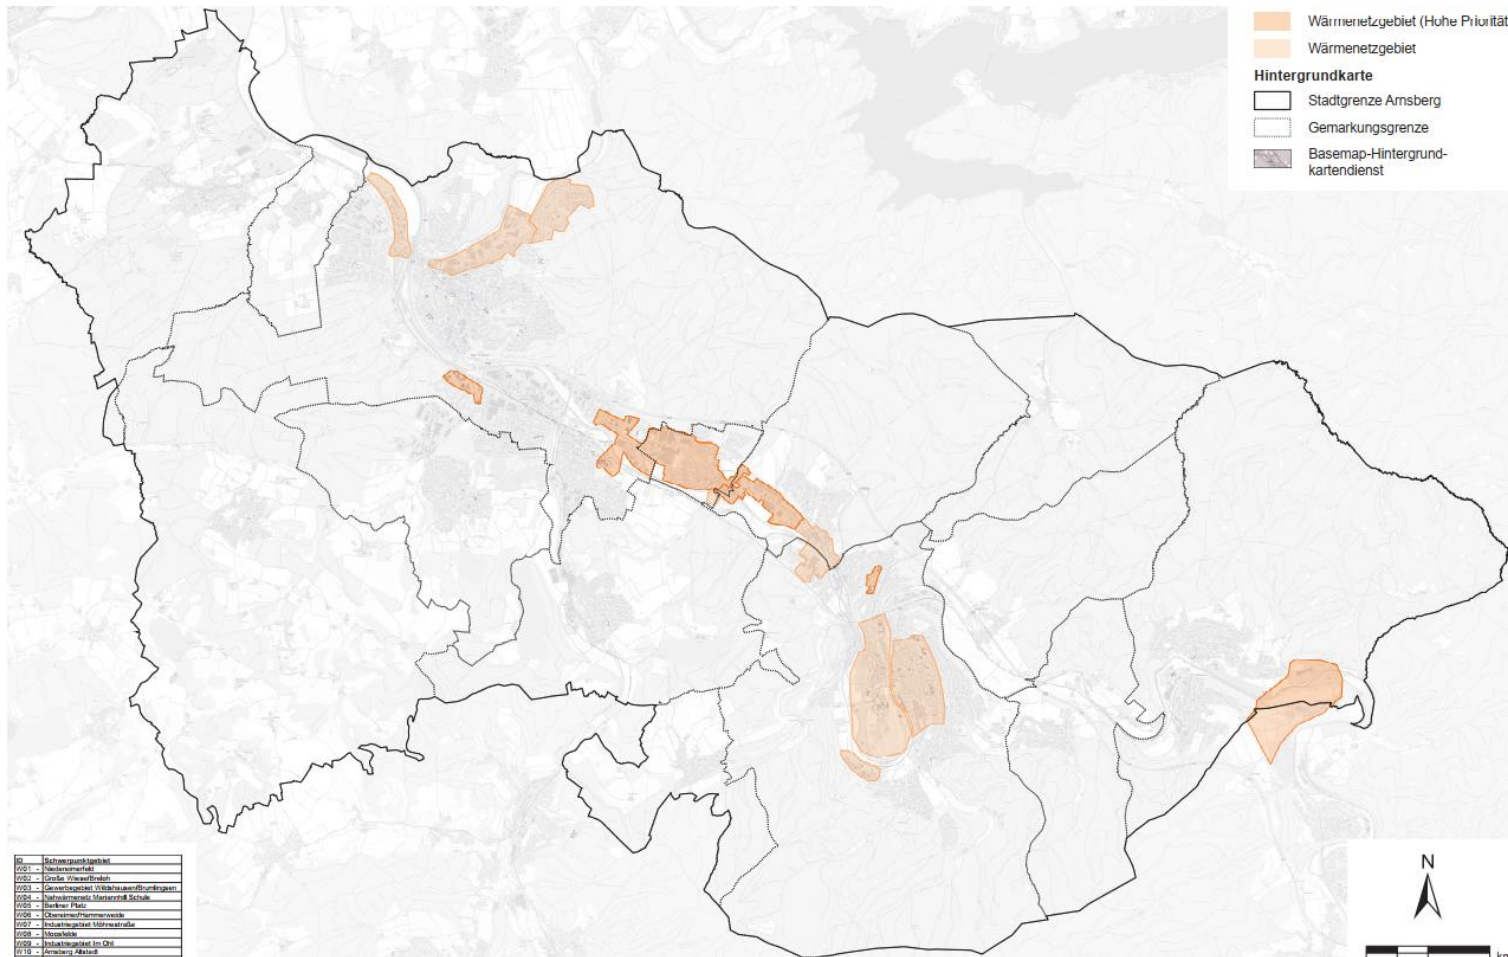 Wärmenetzgebiet (Hohe Priorität
Wärmenetzgebiet
Hintergrundkarte
Stadtgrenze Arnsberg
Gemarkungsgrenze
Basemap-Hintergrund-
kartendienst
ID Schwerpunktgebiet
W01 - Niedereimerfeld
W02 - Große Wiese/Breloh
W03 - Gewerbegebiet Wildshausen/Brumlingsen
W04 - Nahwärmenetz Mariannhill Schule
W05 - Berliner Platz
W06 - Obereimer/Hammerweide
W07 - Industriegebiet Möhnestraße
W08 - Moosfelde
W09 - Industriegebiet Im Ohl
W10 - Arnsberg Altstadt
N